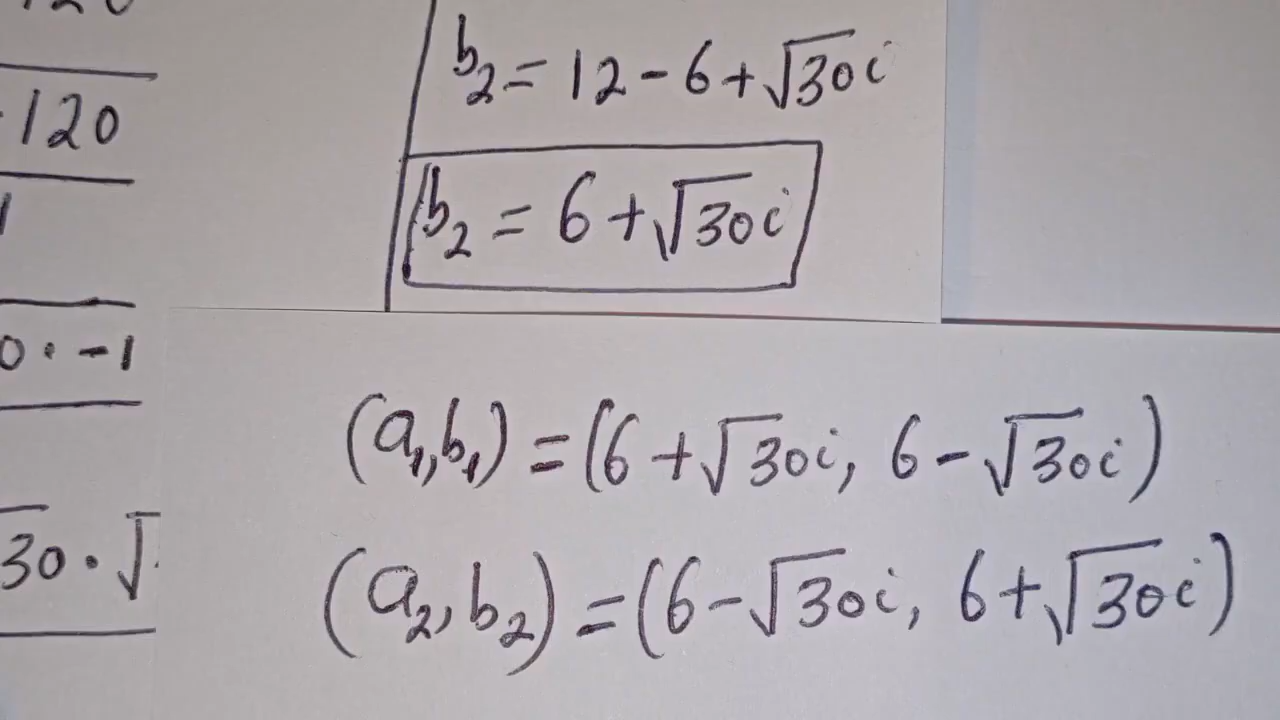 120
b₂ = 12 - 6 + √30i
b₂ = 6 + √30i
0 · -1
30 · √
(a₁, b₁) = (6 + √30i, 6 - √30i)
(a₂, b₂) = (6 - √30i, 6 + √30i)